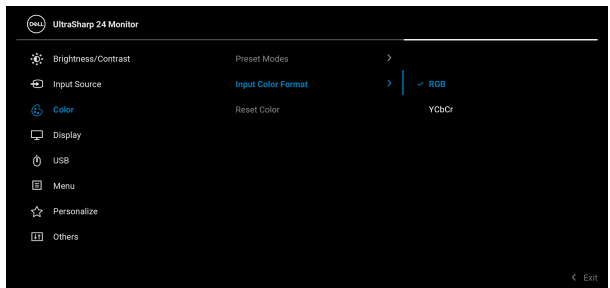 DELL UltraSharp 24 Monitor
Brightness/Contrast Preset Modes >
Input Source Input Color Format > ✓ RGB
Color Reset Color YCbCr
Display
USB
Menu
Personalize
Others
< Exit